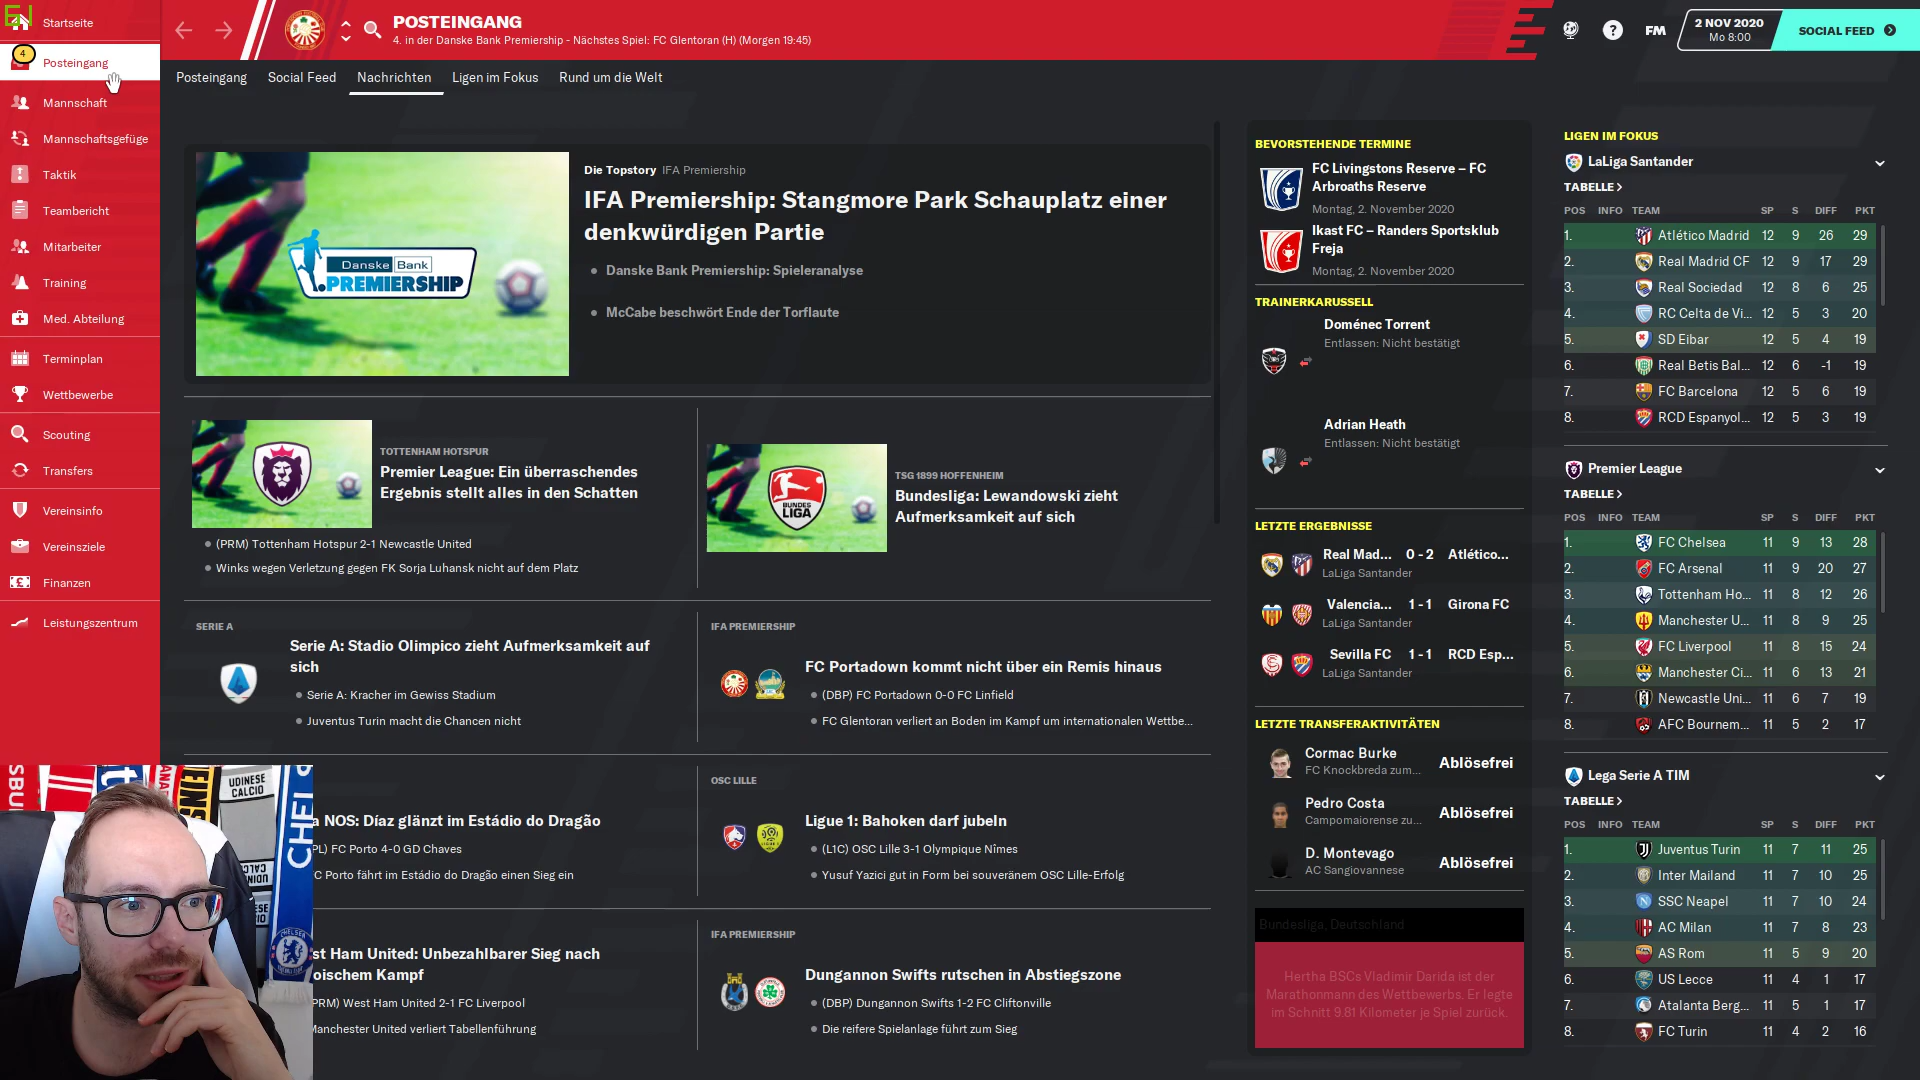 Startseite
4
Posteingang
Mannschaft
Mannschaftsgefüge
Taktik
Teambericht
Mitarbeiter
Training
Med. Abteilung
Terminplan
Wettbewerbe
Scouting
Transfers
Vereinsinfo
Vereinsziele
Finanzen
Leistungszentrum
POSTEINGANG
4. in der Danske Bank Premiership - Nächstes Spiel: FC Glentoran (H) (Morgen 19:45)
?
FM
2 NOV 2020
Mo 8:00
SOCIAL FEED
Posteingang Social Feed Nachrichten Ligen im Fokus Rund um die Welt
Danske Bank
PREMIERSHIP
Die Topstory IFA Premiership
IFA Premiership: Stangmore Park Schauplatz einer
denkwürdigen Partie
Danske Bank Premiership: Spieleranalyse
McCabe beschwört Ende der Torflaute
TOTTENHAM HOTSPUR
Premier League: Ein überraschendes
Ergebnis stellt alles in den Schatten
(PRM) Tottenham Hotspur 2-1 Newcastle United
Winks wegen Verletzung gegen FK Sorja Luhansk nicht auf dem Platz
BUNDES
LIGA
TSG 1899 HOFFENHEIM
Bundesliga: Lewandowski zieht
Aufmerksamkeit auf sich
SERIE A
Serie A: Stadio Olimpico zieht Aufmerksamkeit auf
sich
Serie A: Kracher im Gewiss Stadium
Juventus Turin macht die Chancen nicht
IFA PREMIERSHIP
FC Portadown kommt nicht über ein Remis hinaus
(DBP) FC Portadown 0-0 FC Linfield
FC Glentoran verliert an Boden im Kampf um internationalen Wettbe...
a NOS: Díaz glänzt im Estádio do Dragão
PL) FC Porto 4-0 GD Chaves
C Porto fährt im Estádio do Dragão einen Sieg ein
OSC LILLE
Ligue 1: Bahoken darf jubeln
(L1C) OSC Lille 3-1 Olympique Nîmes
Yusuf Yazici gut in Form bei souveränem OSC Lille-Erfolg
st Ham United: Unbezahlbarer Sieg nach
oischem Kampf
PRM) West Ham United 2-1 FC Liverpool
Manchester United verliert Tabellenführung
IFA PREMIERSHIP
Dungannon Swifts rutschen in Abstiegszone
(DBP) Dungannon Swifts 1-2 FC Cliftonville
Die reifere Spielanlage führt zum Sieg
UDINESE
CALCIO
CHELS
BEVORSTEHENDE TERMINE
FC Livingstons Reserve – FC
Arbroaths Reserve
Montag, 2. November 2020
Ikast FC – Randers Sportsklub
Freja
Montag, 2. November 2020
TRAINERKARUSSELL
Doménec Torrent
Entlassen: Nicht bestätigt
Adrian Heath
Entlassen: Nicht bestätigt
LETZTE ERGEBNISSE
Real Mad... 0 - 2 Atlético...
LaLiga Santander
Valencia... 1 - 1 Girona FC
LaLiga Santander
Sevilla FC 1 - 1 RCD Esp...
LaLiga Santander
LETZTE TRANSFERAKTIVITÄTEN
Cormac Burke
FC Knockbreda zum...
Ablösefrei
Pedro Costa
Campomaiorense zu...
Ablösefrei
D. Montevago
AC Sangiovannese
Ablösefrei
Bundesliga, Deutschland
Hertha BSCs Vladimir Darida ist der
Marathonmann des Wettbewerbs. Er legte
im Schnitt 9.81 Kilometer je Spiel zurück.
LIGEN IM FOKUS
LaLiga Santander
TABELLE
POS INFO TEAM SP S DIFF PKT
1. Atlético Madrid 12 9 26 29
2. Real Madrid CF 12 9 17 29
3. Real Sociedad 12 8 6 25
4. RC Celta de Vi... 12 5 3 20
5. SD Eibar 12 5 4 19
6. Real Betis Bal... 12 6 -1 19
7. FC Barcelona 12 5 6 19
8. RCD Espanyol... 12 5 3 19
Premier League
TABELLE
POS INFO TEAM SP S DIFF PKT
1. FC Chelsea 11 9 13 28
2. FC Arsenal 11 9 20 27
3. Tottenham Ho... 11 8 12 26
4. Manchester U... 11 8 9 25
5. FC Liverpool 11 8 15 24
6. Manchester Ci... 11 6 13 21
7. Newcastle Uni... 11 6 7 19
8. AFC Bournem... 11 5 2 17
Lega Serie A TIM
TABELLE
POS INFO TEAM SP S DIFF PKT
1. Juventus Turin 11 7 11 25
2. Inter Mailand 11 7 10 25
3. SSC Neapel 11 7 10 24
4. AC Milan 11 7 8 23
5. AS Rom 11 5 9 20
6. US Lecce 11 4 1 17
7. Atalanta Berg... 11 5 1 17
8. FC Turin 11 4 2 16